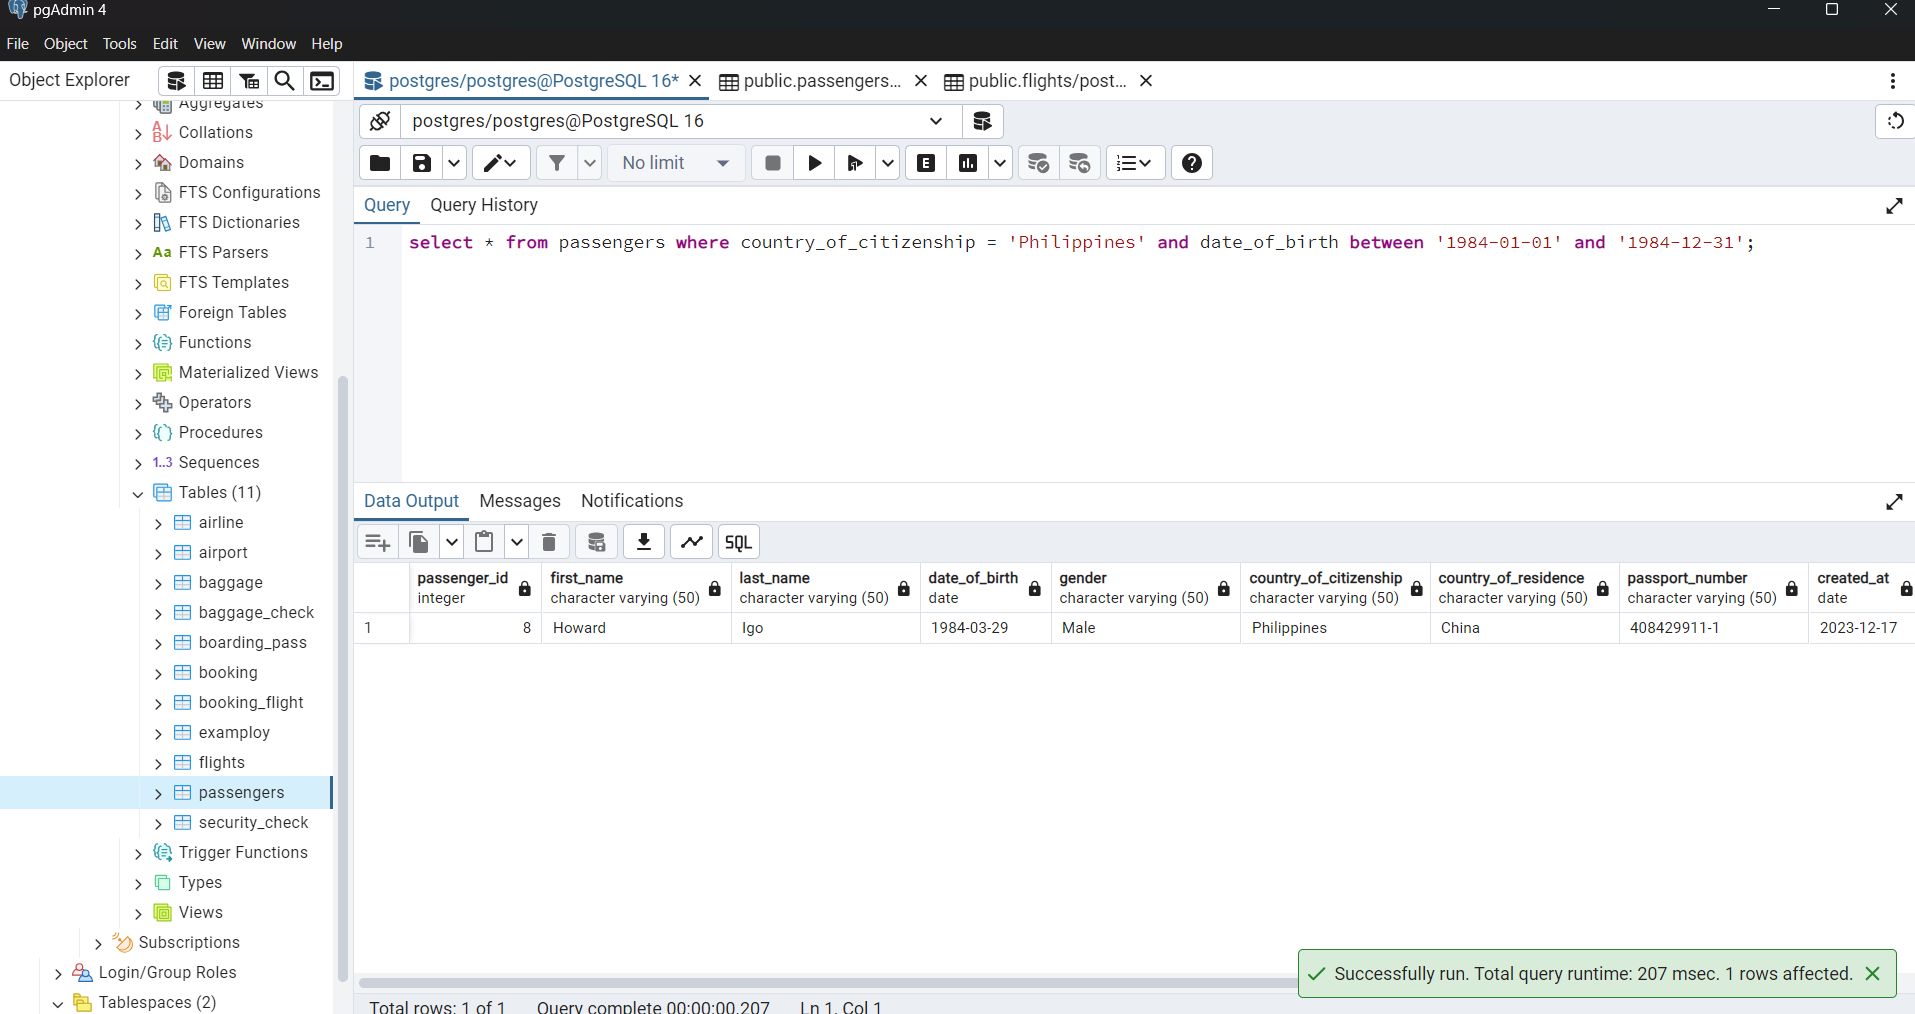 pgAdmin 4
File Object Tools Edit View Window Help
Object Explorer
postgres/postgres@PostgreSQL 16*
public.passengers...
public.flights/post...
Aggregates
Collations
Domains
FTS Configurations
FTS Dictionaries
Aa FTS Parsers
FTS Templates
Foreign Tables
Functions
Materialized Views
Operators
Procedures
1..3 Sequences
Tables (11)
airline
airport
baggage
baggage_check
boarding_pass
booking
booking_flight
examploy
flights
passengers
security_check
Trigger Functions
Types
Views
Subscriptions
Login/Group Roles
Tablespaces (2)
postgres/postgres@PostgreSQL 16
No limit
E
Query Query History
1 select * from passengers where country_of_citizenship = 'Philippines' and date_of_birth between '1984-01-01' and '1984-12-31';
Data Output Messages Notifications
SQL
passenger_id first_name last_name date_of_birth gender country_of_citizenship country_of_residence passport_number created_at
integer character varying (50) character varying (50) date character varying (50) character varying (50) character varying (50) character varying (50) date
1 8 Howard Igo 1984-03-29 Male Philippines China 408429911-1 2023-12-17
Successfully run. Total query runtime: 207 msec. 1 rows affected.
Total rows: 1 of 1 Query complete 00:00:00.207 Ln 1, Col 1